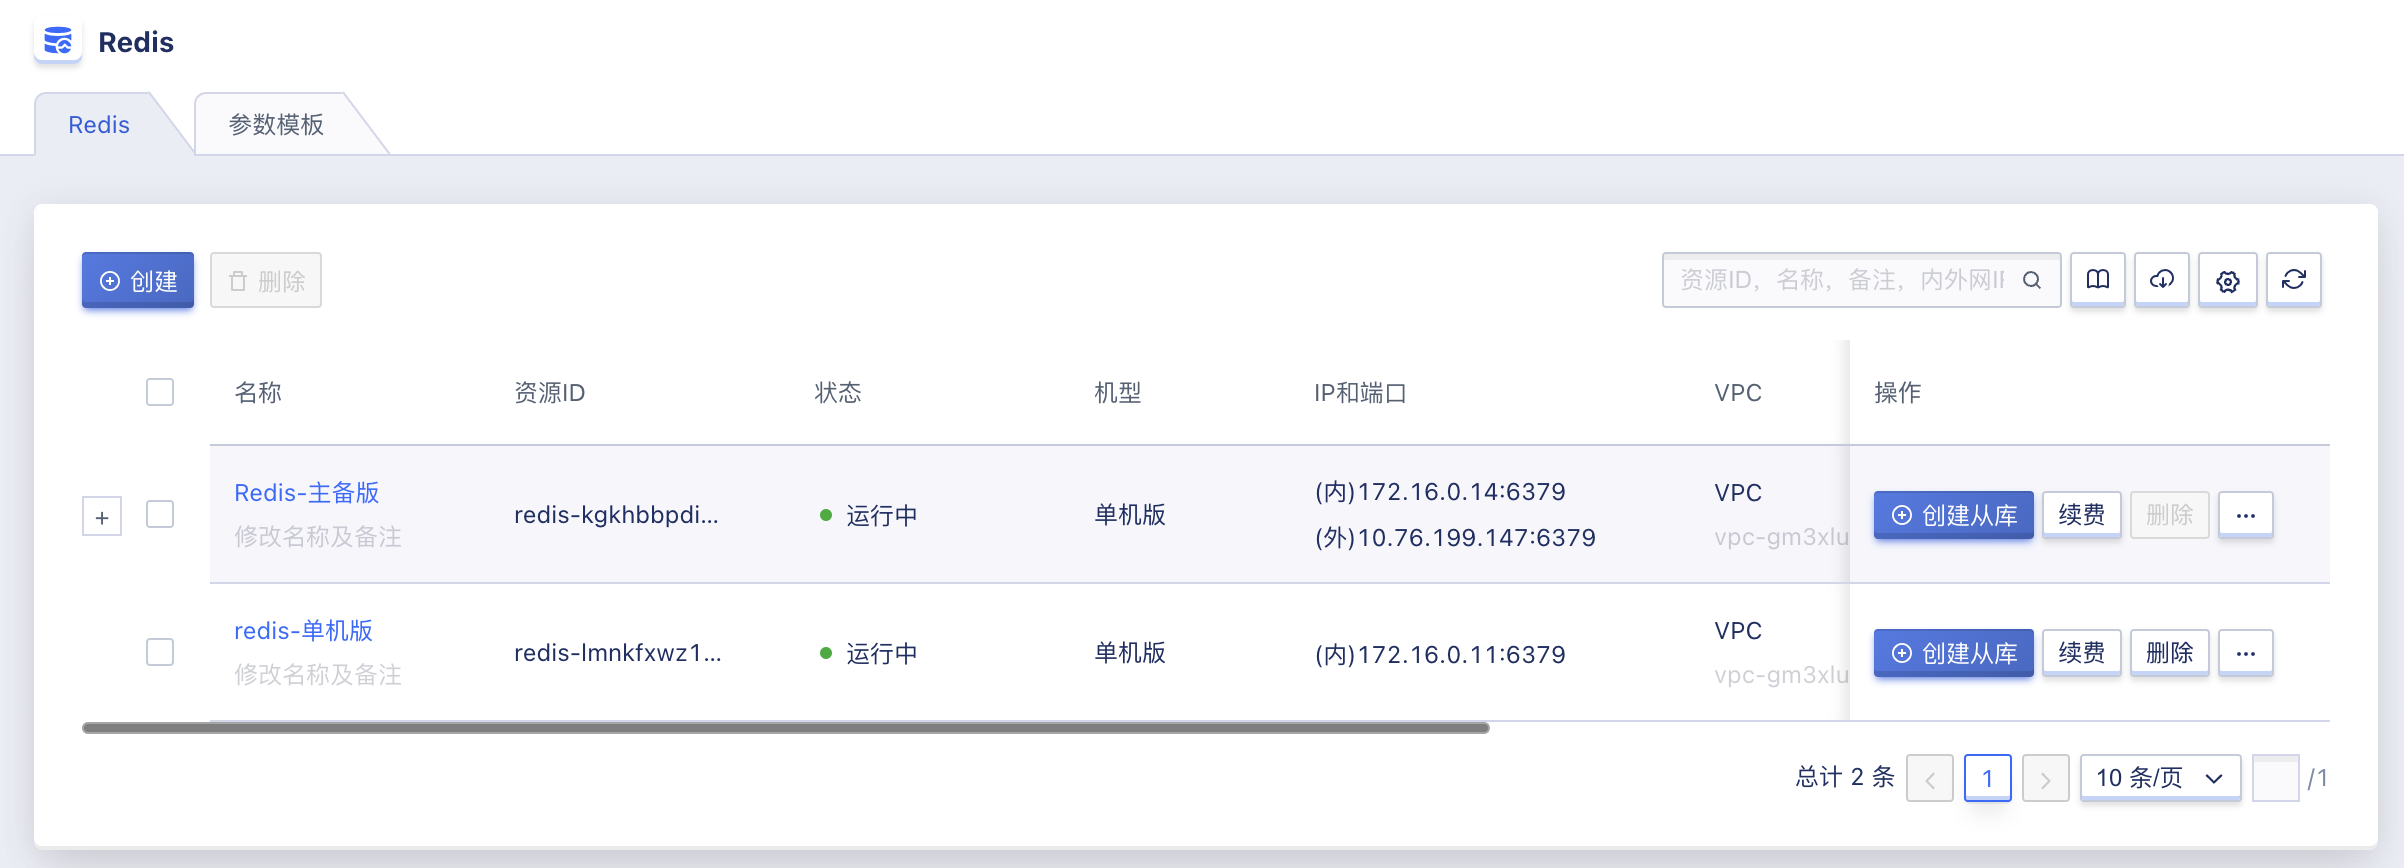 Redis
Redis
参数模板
创建
删除
资源ID，名称，备注，内外网IP
名称 资源ID 状态 机型 IP和端口 VPC 操作
Redis-主备版
修改名称及备注
redis-kgkhbbpdi...
运行中
单机版
(内)172.16.0.14:6379
(外)10.76.199.147:6379
VPC
vpc-gm3xlu
创建从库 续费 删除 ...
redis-单机版
修改名称及备注
redis-lmnkfxwz1...
运行中
单机版
(内)172.16.0.11:6379
VPC
vpc-gm3xlu
创建从库 续费 删除 ...
总计 2 条 1 10 条/页 /1